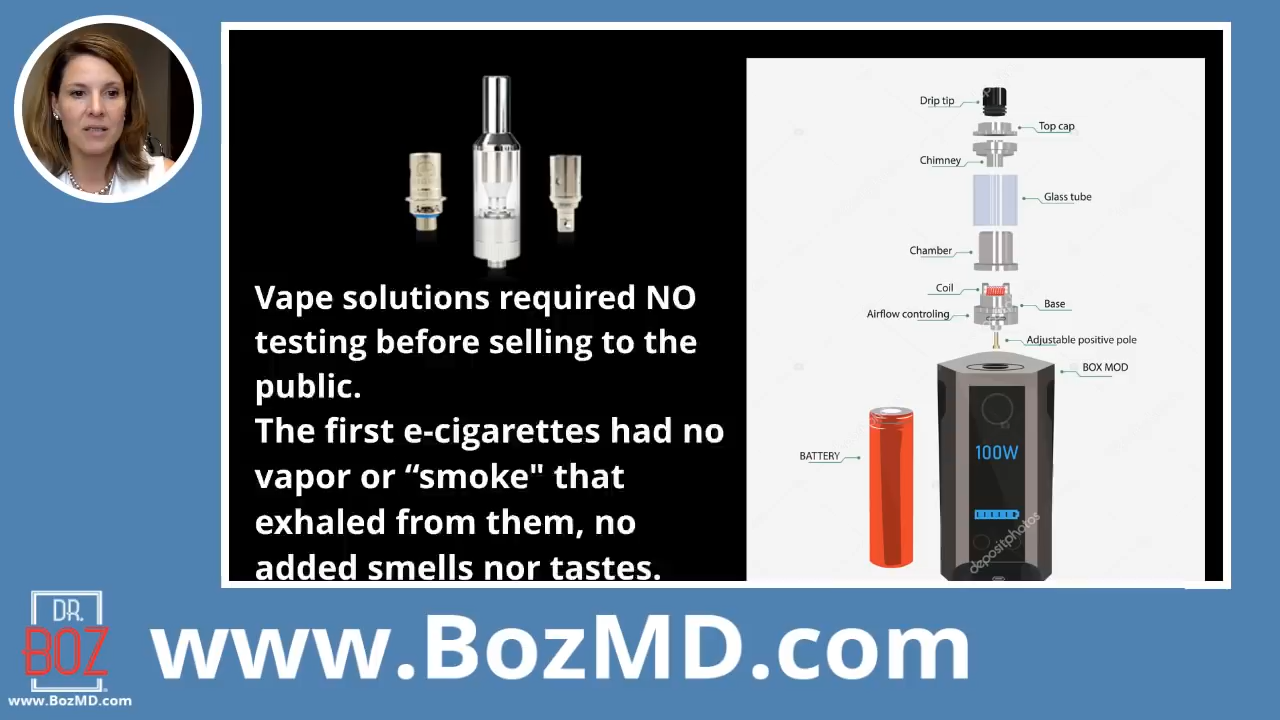 Vape solutions required NO
testing before selling to the
public.
The first e-cigarettes had no
vapor or “smoke" that
exhaled from them, no
added smells nor tastes.
Drip tip
Top cap
Chimney
Glass tube
Chamber
Coil
Base
Airflow controling
Adjustable positive pole
BOX MOD
BATTERY
100W
depositphotos
DR.
BOZ
www.BozMD.com
www.BozMD.com